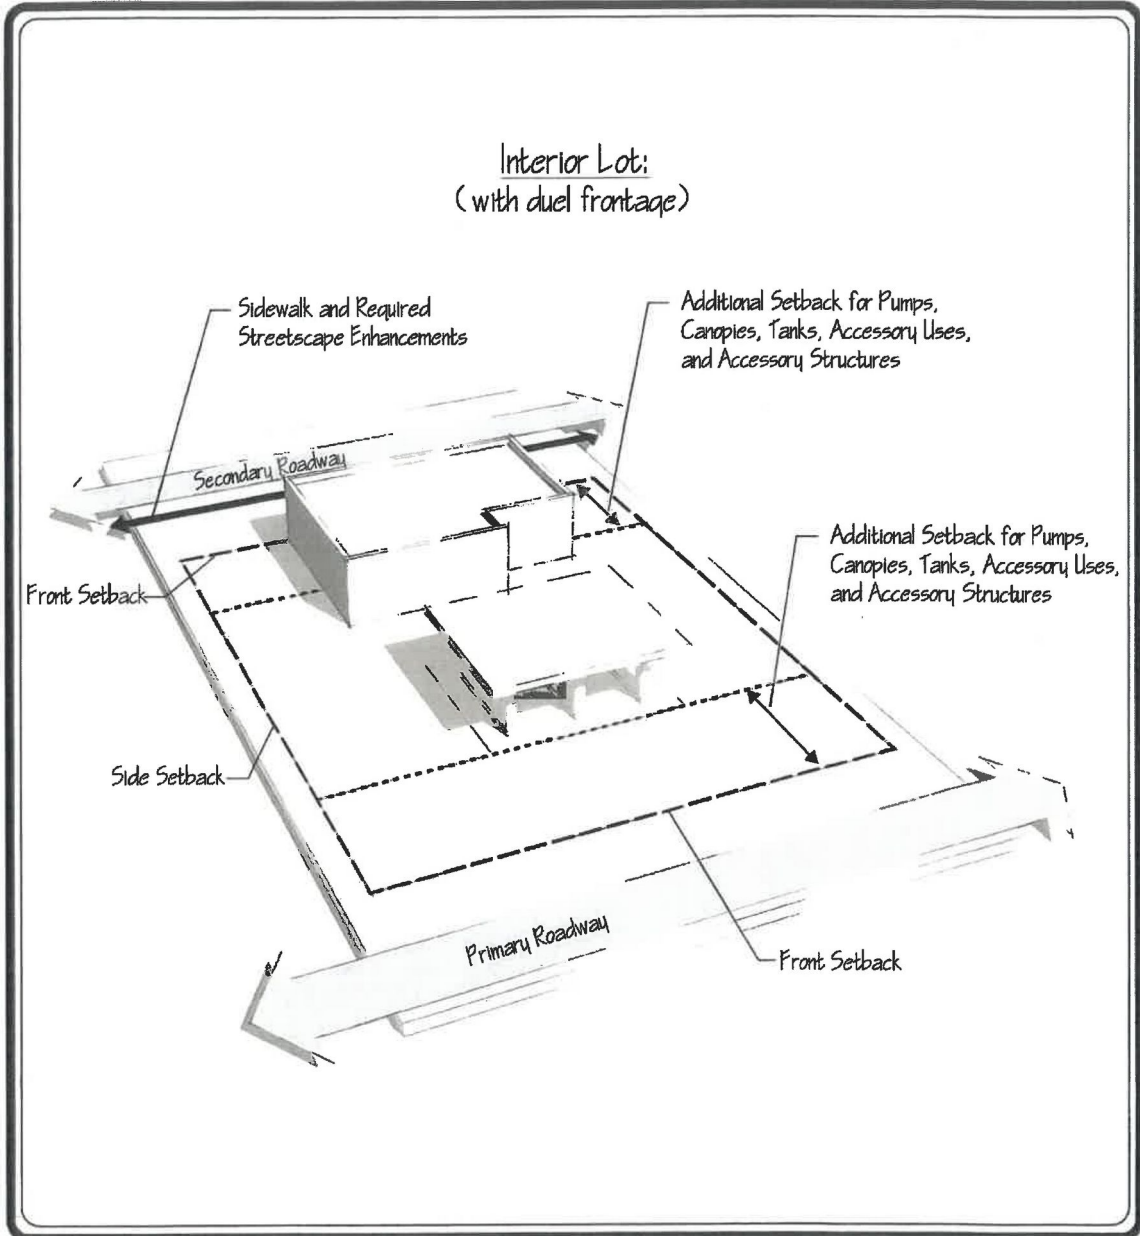 Interior Lot:
(with duel frontage)
Sidewalk and Required
Streetscape Enhancements
Additional Setback for Pumps,
Canopies, Tanks, Accessory Uses,
and Accessory Structures
Secondary Roadway
Additional Setback for Pumps,
Canopies, Tanks, Accessory Uses,
and Accessory Structures
Front Setback
Side Setback
Primary Roadway
Front Setback